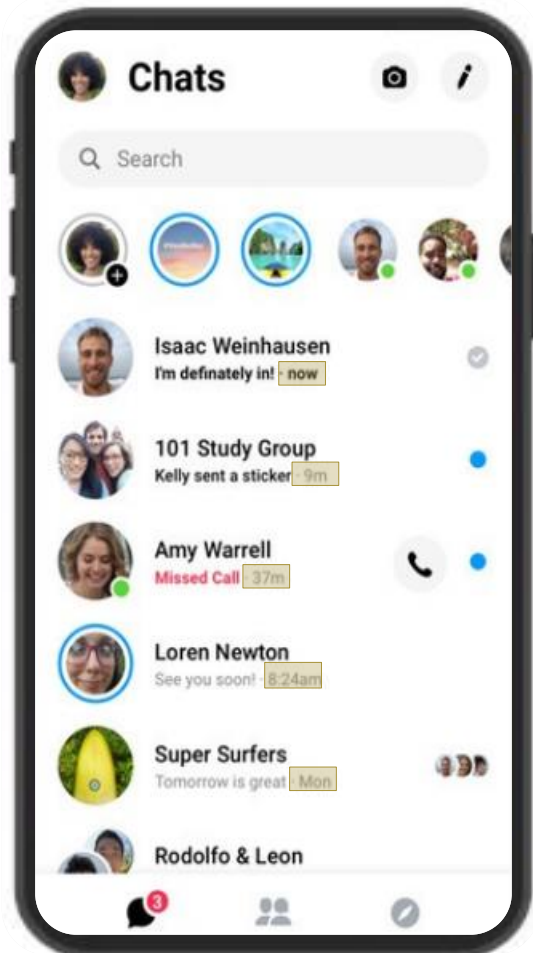 Chats
Search
Isaac Weinhausen
I'm definately in! · now
101 Study Group
Kelly sent a sticker · 9m
Amy Warrell
Missed Call · 37m
Loren Newton
See you soon! · 8:24am
Super Surfers
Tomorrow is great · Mon
Rodolfo & Leon
3